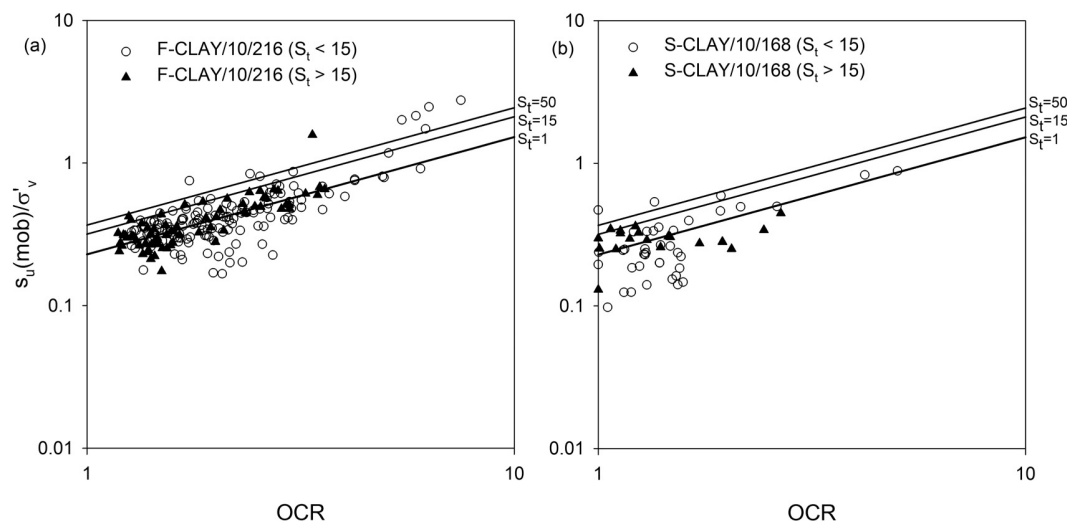 (a)
F-CLAY/10/216 (St < 15)
F-CLAY/10/216 (St > 15)
10
1
0.1
0.01
1
10
su(mob)/σ'v
OCR
St=50
St=15
St=1
(b)
S-CLAY/10/168 (St < 15)
S-CLAY/10/168 (St > 15)
10
1
0.1
0.01
1
10
OCR
St=50
St=15
St=1